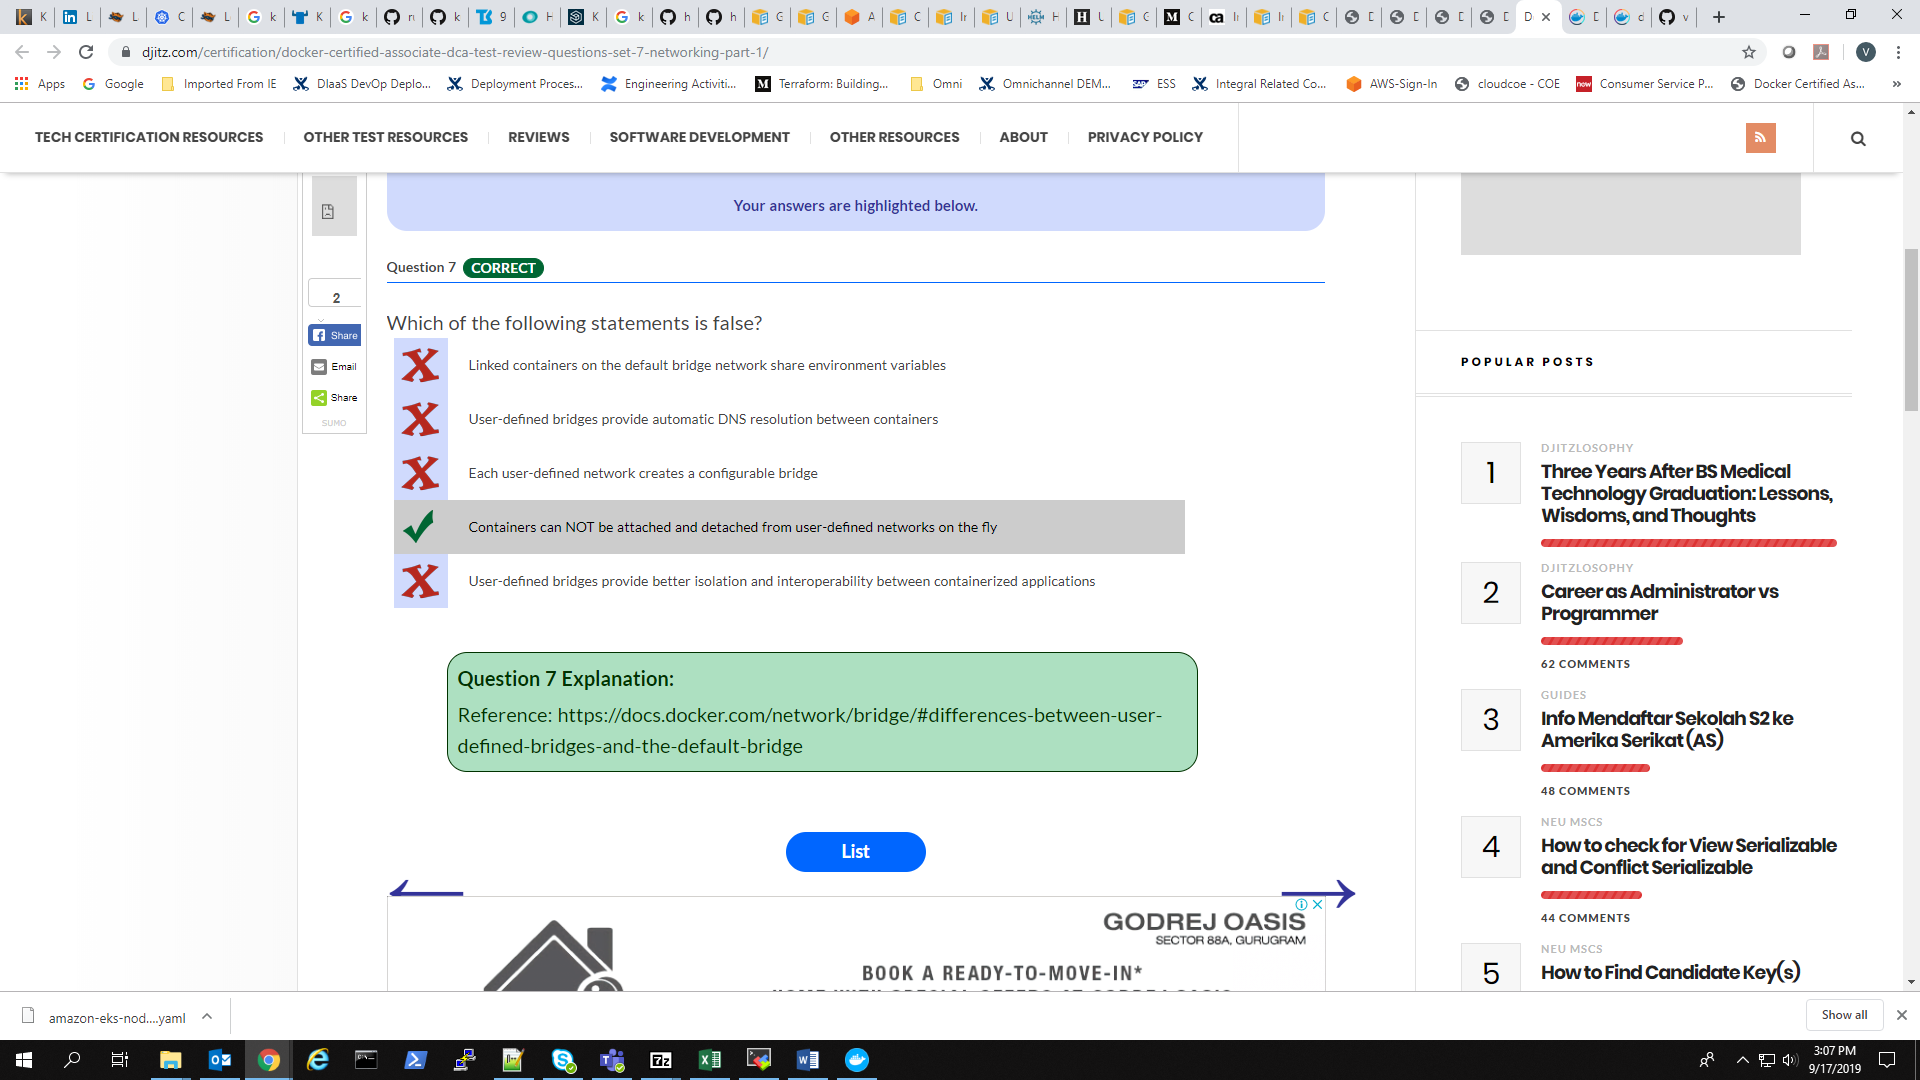 djitz.com/certification/docker-certified-associate-dca-test-review-questions-set-7-networking-part-1/
Apps
Google
Imported From IE
DIaaS DevOp Deplo...
Deployment Proces...
Engineering Activiti...
Terraform: Building...
Omni
Omnichannel DEM...
ESS
Integral Related Co...
AWS-Sign-In
cloudcoe - COE
Consumer Service P...
Docker Certified As...
TECH CERTIFICATION RESOURCES
OTHER TEST RESOURCES
REVIEWS
SOFTWARE DEVELOPMENT
OTHER RESOURCES
ABOUT
PRIVACY POLICY
Your answers are highlighted below.
2
Share
Email
Share
SUMO
Question 7 CORRECT
Which of the following statements is false?
Linked containers on the default bridge network share environment variables
User-defined bridges provide automatic DNS resolution between containers
Each user-defined network creates a configurable bridge
Containers can NOT be attached and detached from user-defined networks on the fly
User-defined bridges provide better isolation and interoperability between containerized applications
Question 7 Explanation:
Reference: https://docs.docker.com/network/bridge/#differences-between-user-
defined-bridges-and-the-default-bridge
List
GODREJ OASIS
SECTOR 88A, GURUGRAM
BOOK A READY-TO-MOVE-IN*
POPULAR POSTS
1
DJITZLOSOPHY
Three Years After BS Medical
Technology Graduation: Lessons,
Wisdoms, and Thoughts
2
DJITZLOSOPHY
Career as Administrator vs
Programmer
62 COMMENTS
3
GUIDES
Info Mendaftar Sekolah S2 ke
Amerika Serikat (AS)
48 COMMENTS
4
NEU MSCS
How to check for View Serializable
and Conflict Serializable
44 COMMENTS
5
NEU MSCS
How to Find Candidate Key(s)
amazon-eks-nod....yaml
Show all
3:07 PM
9/17/2019